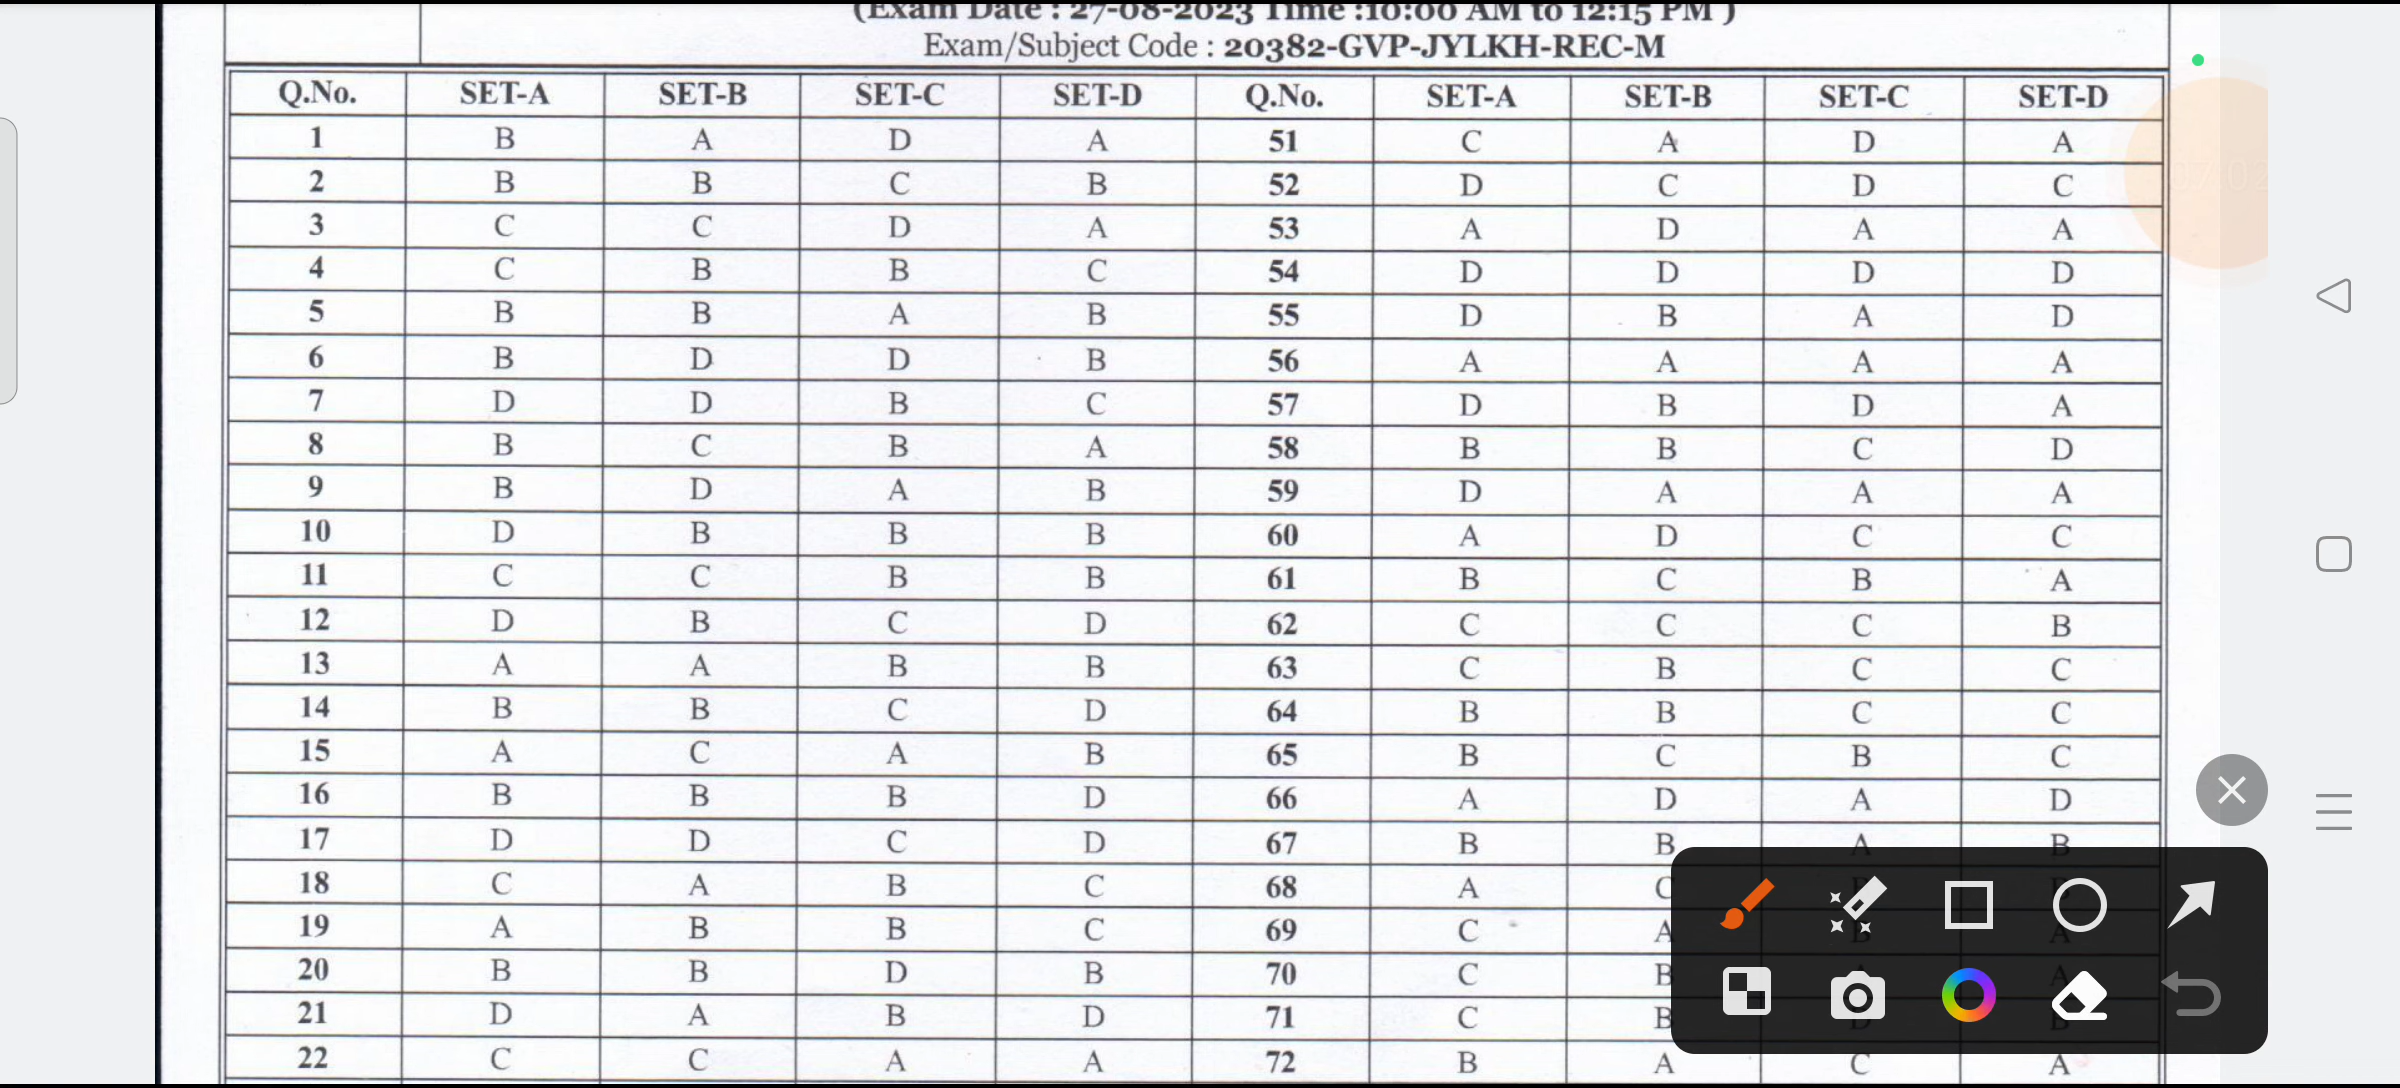 (Exam Date : 27-08-2023 Time :10:00 AM to 12:15 PM )
Exam/Subject Code : 20382-GVP-JYLKH-REC-M
Q.No. SET-A SET-B SET-C SET-D Q.No. SET-A SET-B SET-C SET-D
1 B A D A 51 C A D A
2 B B C B 52 D C D C
3 C C D A 53 A D A A
4 C B B C 54 D D D D
5 B B A B 55 D B A D
6 B D D B 56 A A A A
7 D D B C 57 D B D A
8 B C B A 58 B B C D
9 B D A B 59 D A A A
10 D B B B 60 A D C C
11 C C B B 61 B C B A
12 D B C D 62 C C C B
13 A A B B 63 C B C C
14 B B C D 64 B B C C
15 A C A B 65 B C B C
16 B B B D 66 A D A D
17 D D C D 67 B B A B
18 C A B C 68 A C
19 A B B C 69 C A B A
20 B B D B 70 C B
21 D A B D 71 C B D B
22 C C A A 72 B A C A